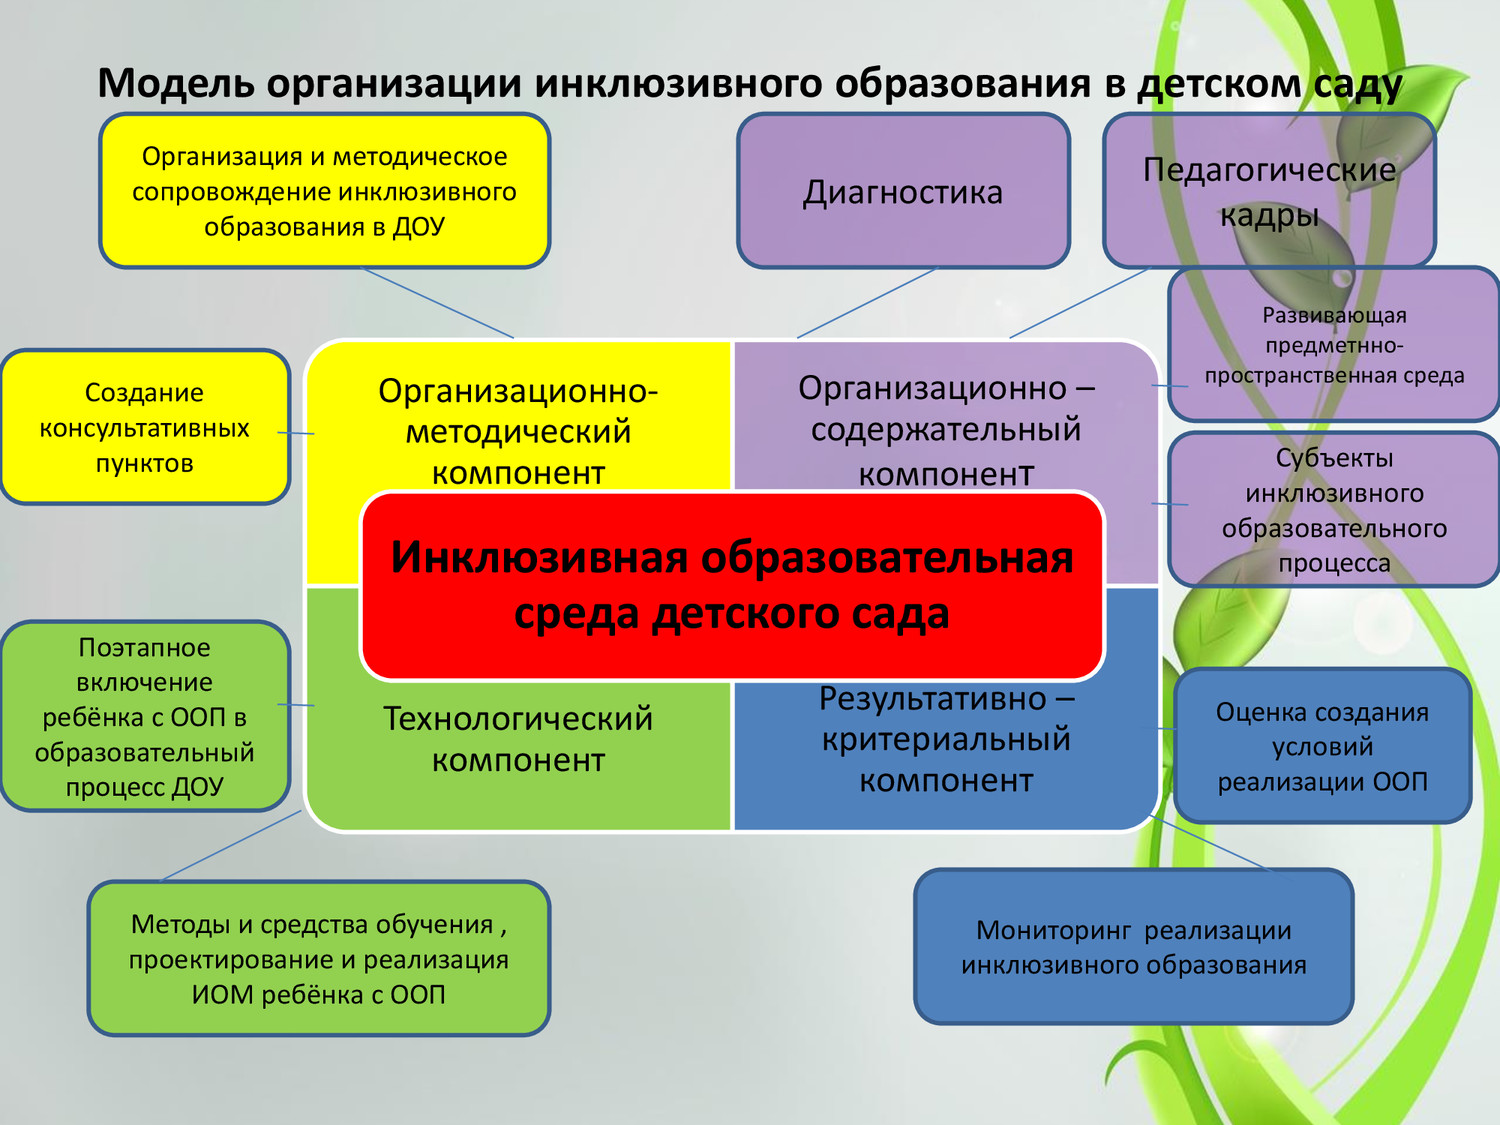 Модель организации инклюзивного образования в детском саду
Организация и методическое
сопровождение инклюзивного
образования в ДОУ
Диагностика
Педагогические
кадры
Развивающая
предметнно-
пространственная среда
Создание
консультативных
пунктов
Организационно-
методический
компонент
Организационно –
содержательный
компонент
Субъекты
инклюзивного
образовательного
процесса
Инклюзивная образовательная
среда детского сада
Поэтапное
включение
ребёнка с ООП в
образовательный
процесс ДОУ
Технологический
компонент
Результативно –
критериальный
компонент
Оценка создания
условий
реализации ООП
Методы и средства обучения ,
проектирование и реализация
ИОМ ребёнка с ООП
Мониторинг  реализации
инклюзивного образования